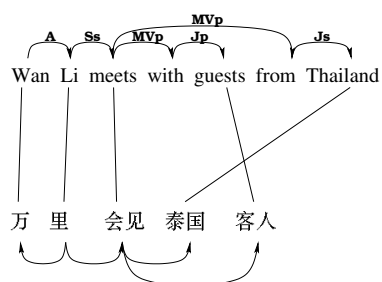 MVp
A Ss MVp Jp Js
Wan Li meets with guests from Thailand
万 里 会见 泰国 客人